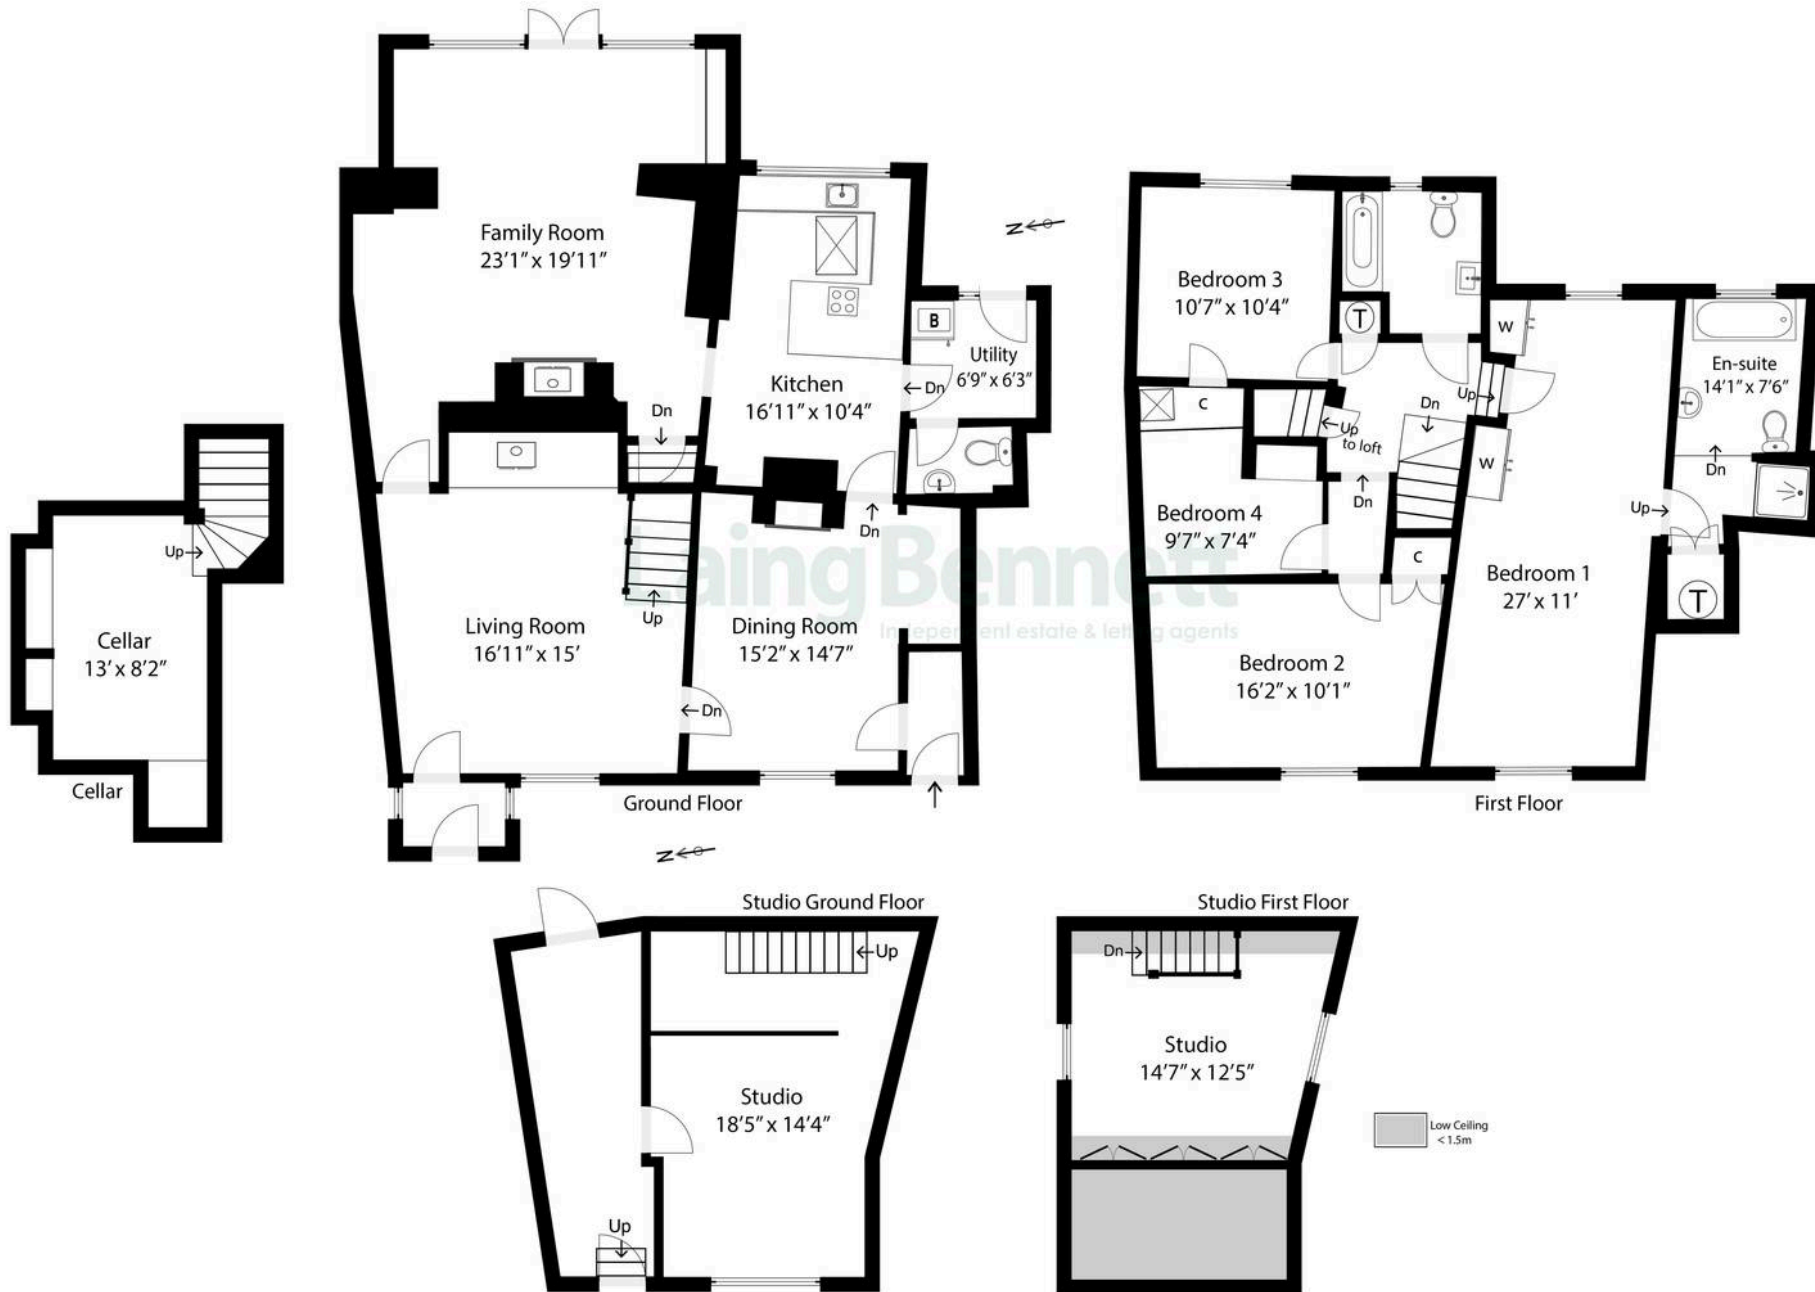 Family Room
23'1" x 19'11"
N
B
Utility
6'9" x 6'3"
Dn
Kitchen
16'11" x 10'4"
Dn
Dn
Up
Living Room
16'11" x 15'
Up
Dining Room
15'2" x 14'7"
Dn
Ground Floor
N
Up
Cellar
13' x 8'2"
Cellar
Laing Bennett
Independent estate & letting agents
Bedroom 3
10'7" x 10'4"
T
W
En-suite
14'1" x 7'6"
Up
C
Dn
Up
to loft
W
Dn
Dn
Bedroom 4
9'7" x 7'4"
Up
C
Bedroom 1
27' x 11'
T
Bedroom 2
16'2" x 10'1"
First Floor
Studio Ground Floor
Up
Studio
18'5" x 14'4"
Up
Studio First Floor
Dn
Studio
14'7" x 12'5"
Low Ceiling
< 1.5m